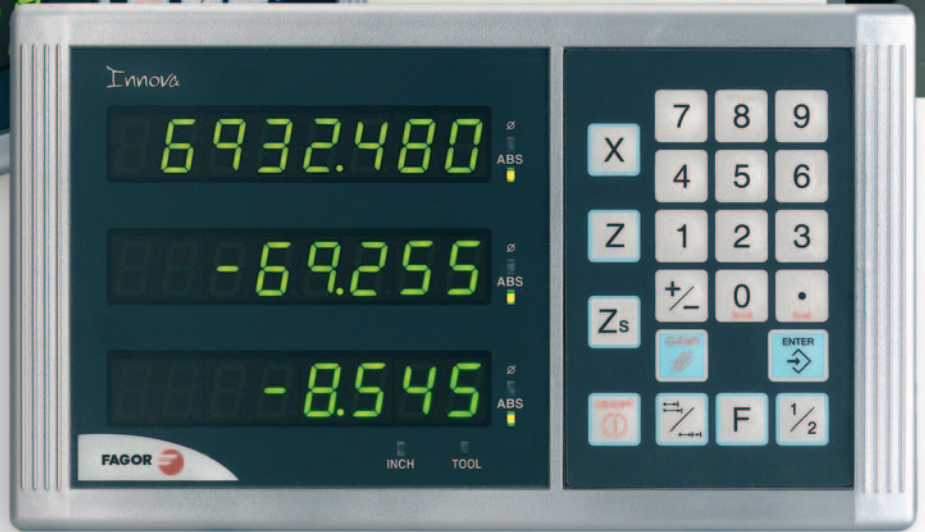 Innova
6932.480
Ø
ABS
-69.255
Ø
ABS
-8.545
Ø
ABS
INCH TOOL
FAGOR
X
7 8 9
4 5 6
Z
1 2 3
+/- 0 .
Zs
CLEAR
ENTER
F 1/2